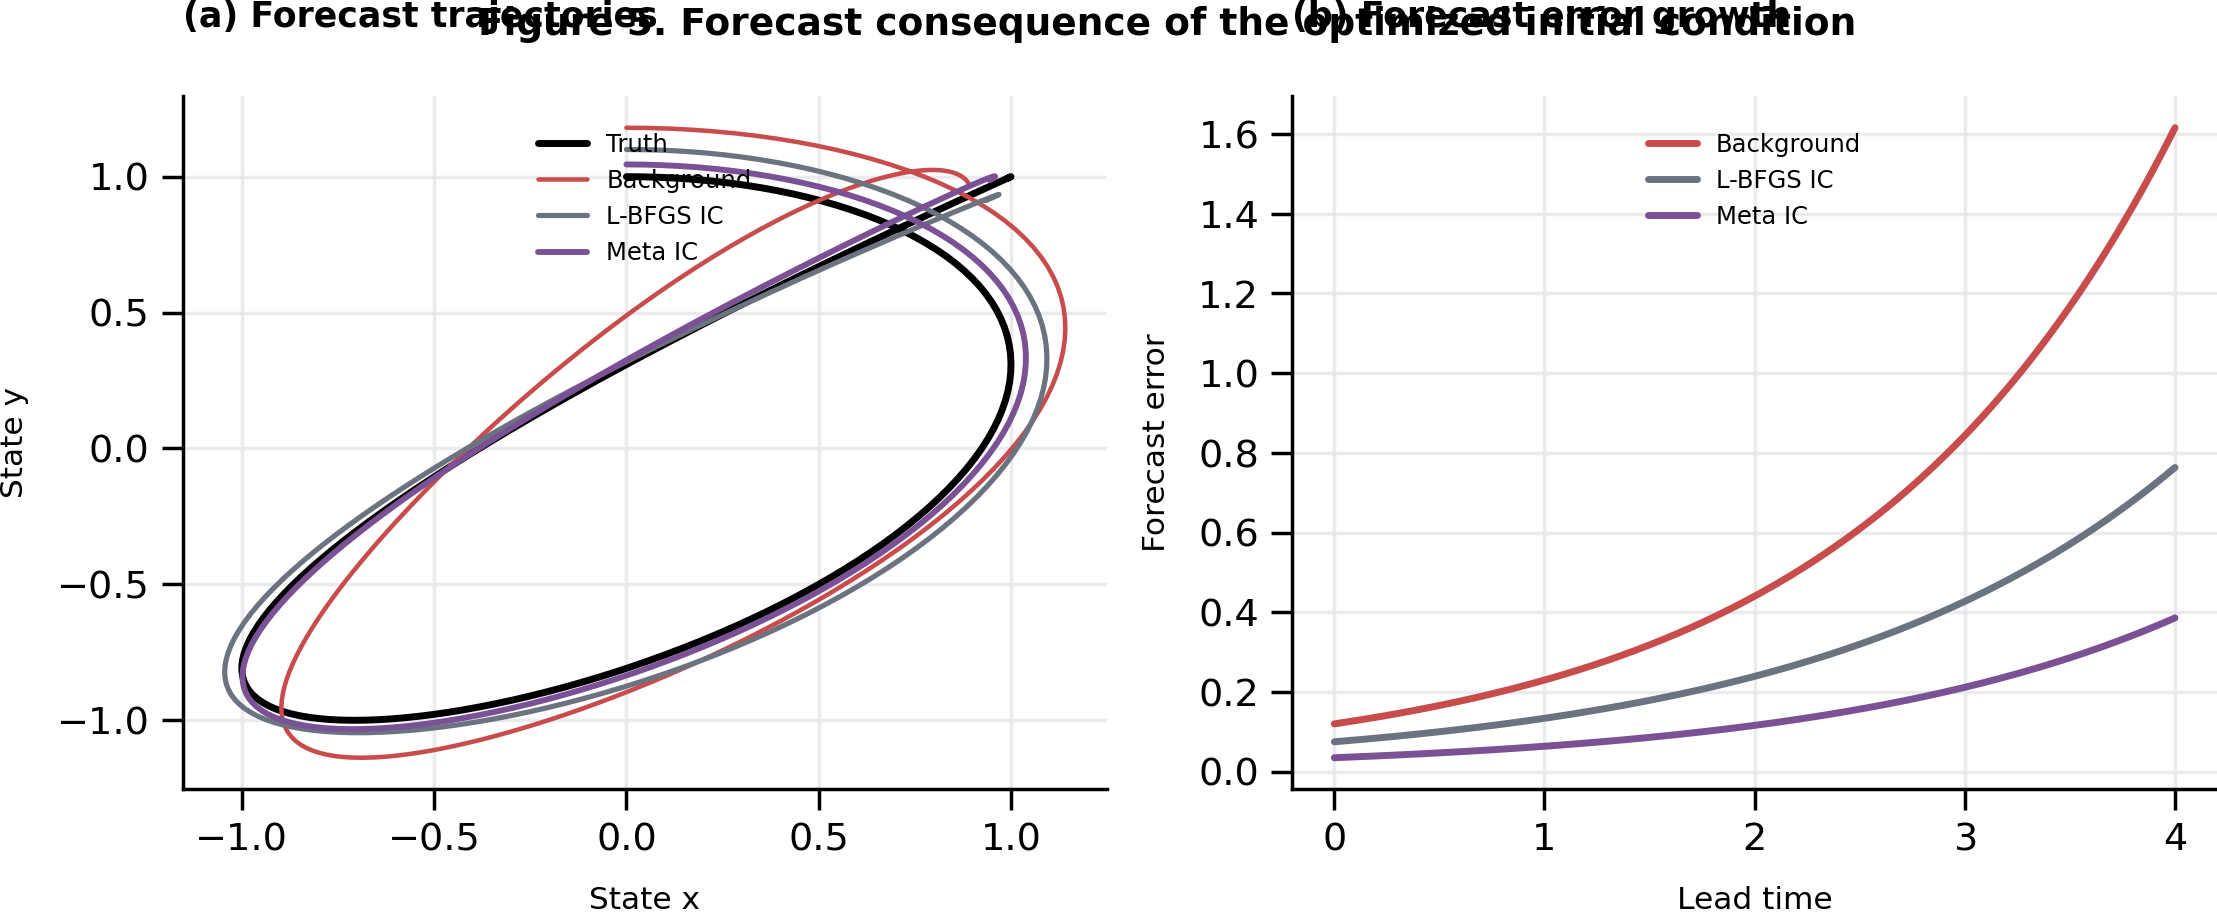 Figure 5. Forecast consequence of the optimized initial condition
(a) Forecast trajectories
Truth
Background
L-BFGS IC
Meta IC
1.0
0.5
0.0
−0.5
−1.0
State y
−1.0 −0.5 0.0 0.5 1.0
State x
(b) Forecast error growth
Background
L-BFGS IC
Meta IC
1.6
1.4
1.2
1.0
0.8
0.6
0.4
0.2
0.0
Forecast error
0 1 2 3 4
Lead time